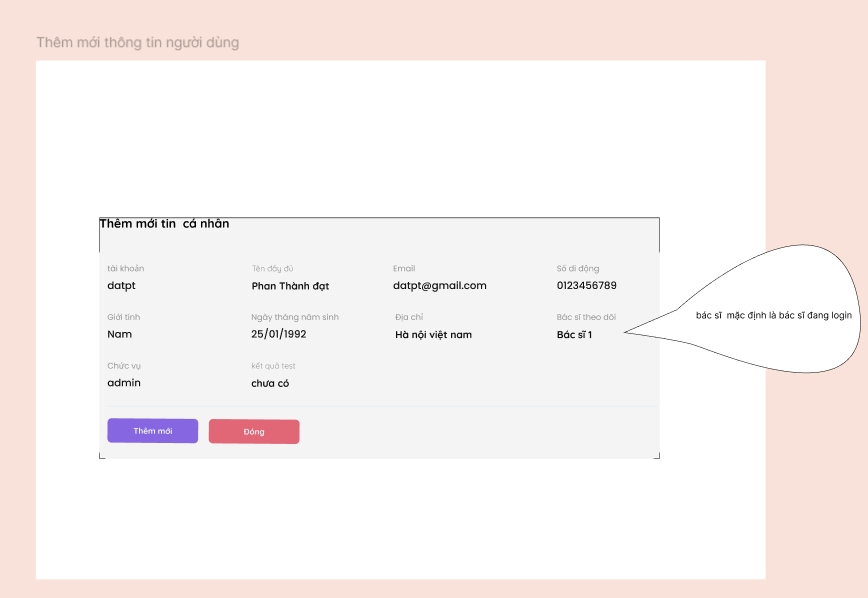 Thêm mới thông tin người dùng
Thêm mới tin cá nhân
tài khoản Tên đầy đủ Email Số di động
datpt Phan Thành đạt datpt@gmail.com 0123456789
Giới tính Ngày tháng năm sinh Địa chỉ Bác sĩ theo dõi
Nam 25/01/1992 Hà nội việt nam Bác sĩ 1
bác sĩ mặc định là bác sĩ đang login
Chức vụ kết quả test
admin chưa có
Thêm mới Đóng